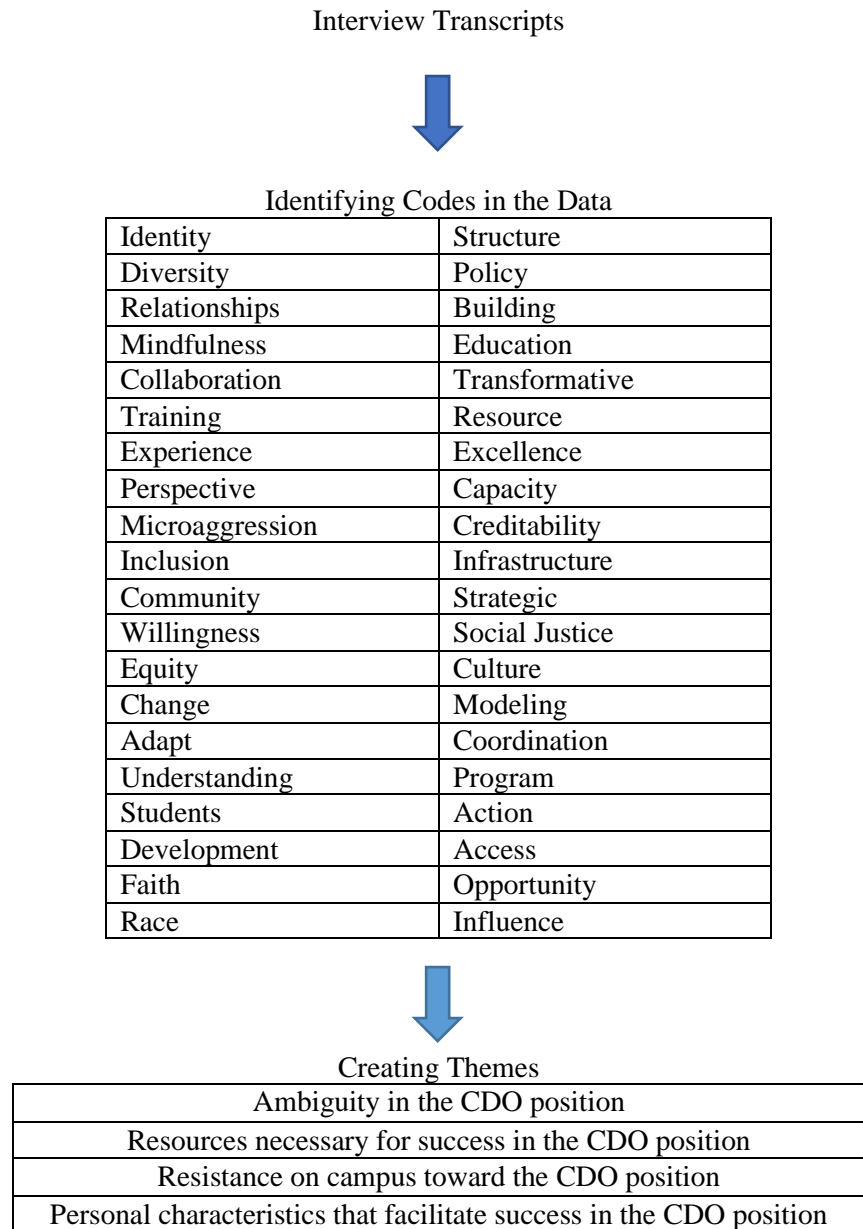 Interview Transcripts
Identifying Codes in the Data
Identity Structure
Diversity Policy
Relationships Building
Mindfulness Education
Collaboration Transformative
Training Resource
Experience Excellence
Perspective Capacity
Microaggression Creditability
Inclusion Infrastructure
Community Strategic
Willingness Social Justice
Equity Culture
Change Modeling
Adapt Coordination
Understanding Program
Students Action
Development Access
Faith Opportunity
Race Influence
Creating Themes
Ambiguity in the CDO position
Resources necessary for success in the CDO position
Resistance on campus toward the CDO position
Personal characteristics that facilitate success in the CDO position